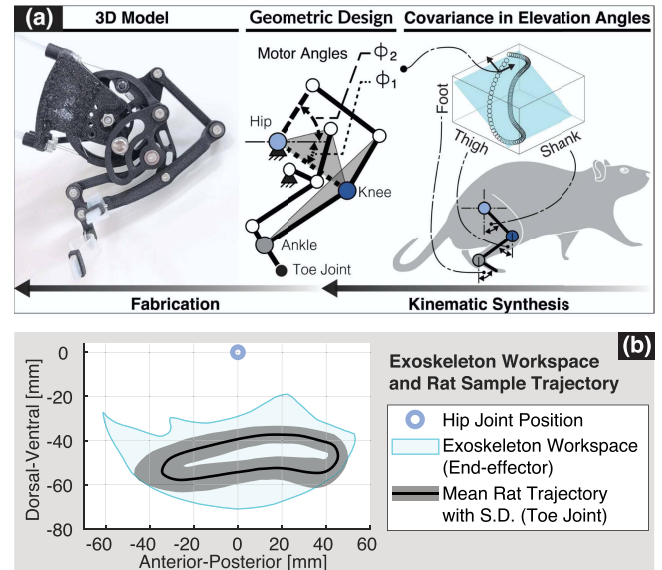 (a)
3D Model
Geometric Design
Covariance in Elevation Angles
Motor Angles
ϕ2
ϕ1
Hip
Knee
Ankle
Toe Joint
Foot
Thigh
Shank
Fabrication
Kinematic Synthesis
(b)
Dorsal-Ventral [mm]
0
-20
-40
-60
-80
-60 -40 -20 0 20 40 60
Anterior-Posterior [mm]
Exoskeleton Workspace
and Rat Sample Trajectory
Hip Joint Position
Exoskeleton Workspace
(End-effector)
Mean Rat Trajectory
with S.D. (Toe Joint)